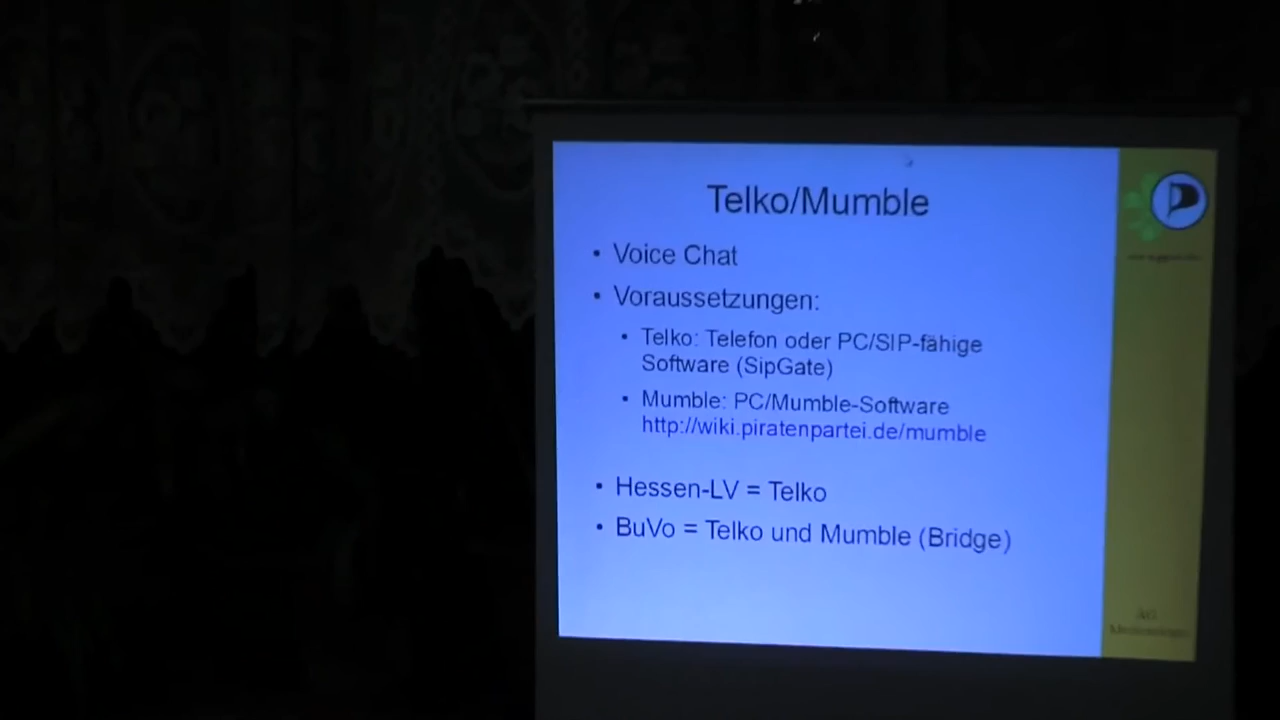 Telko/Mumble
• Voice Chat
• Voraussetzungen:
• Telko: Telefon oder PC/SIP-fähige
Software (SipGate)
• Mumble: PC/Mumble-Software
http://wiki.piratenpartei.de/mumble
• Hessen-LV = Telko
• BuVo = Telko und Mumble (Bridge)
AG